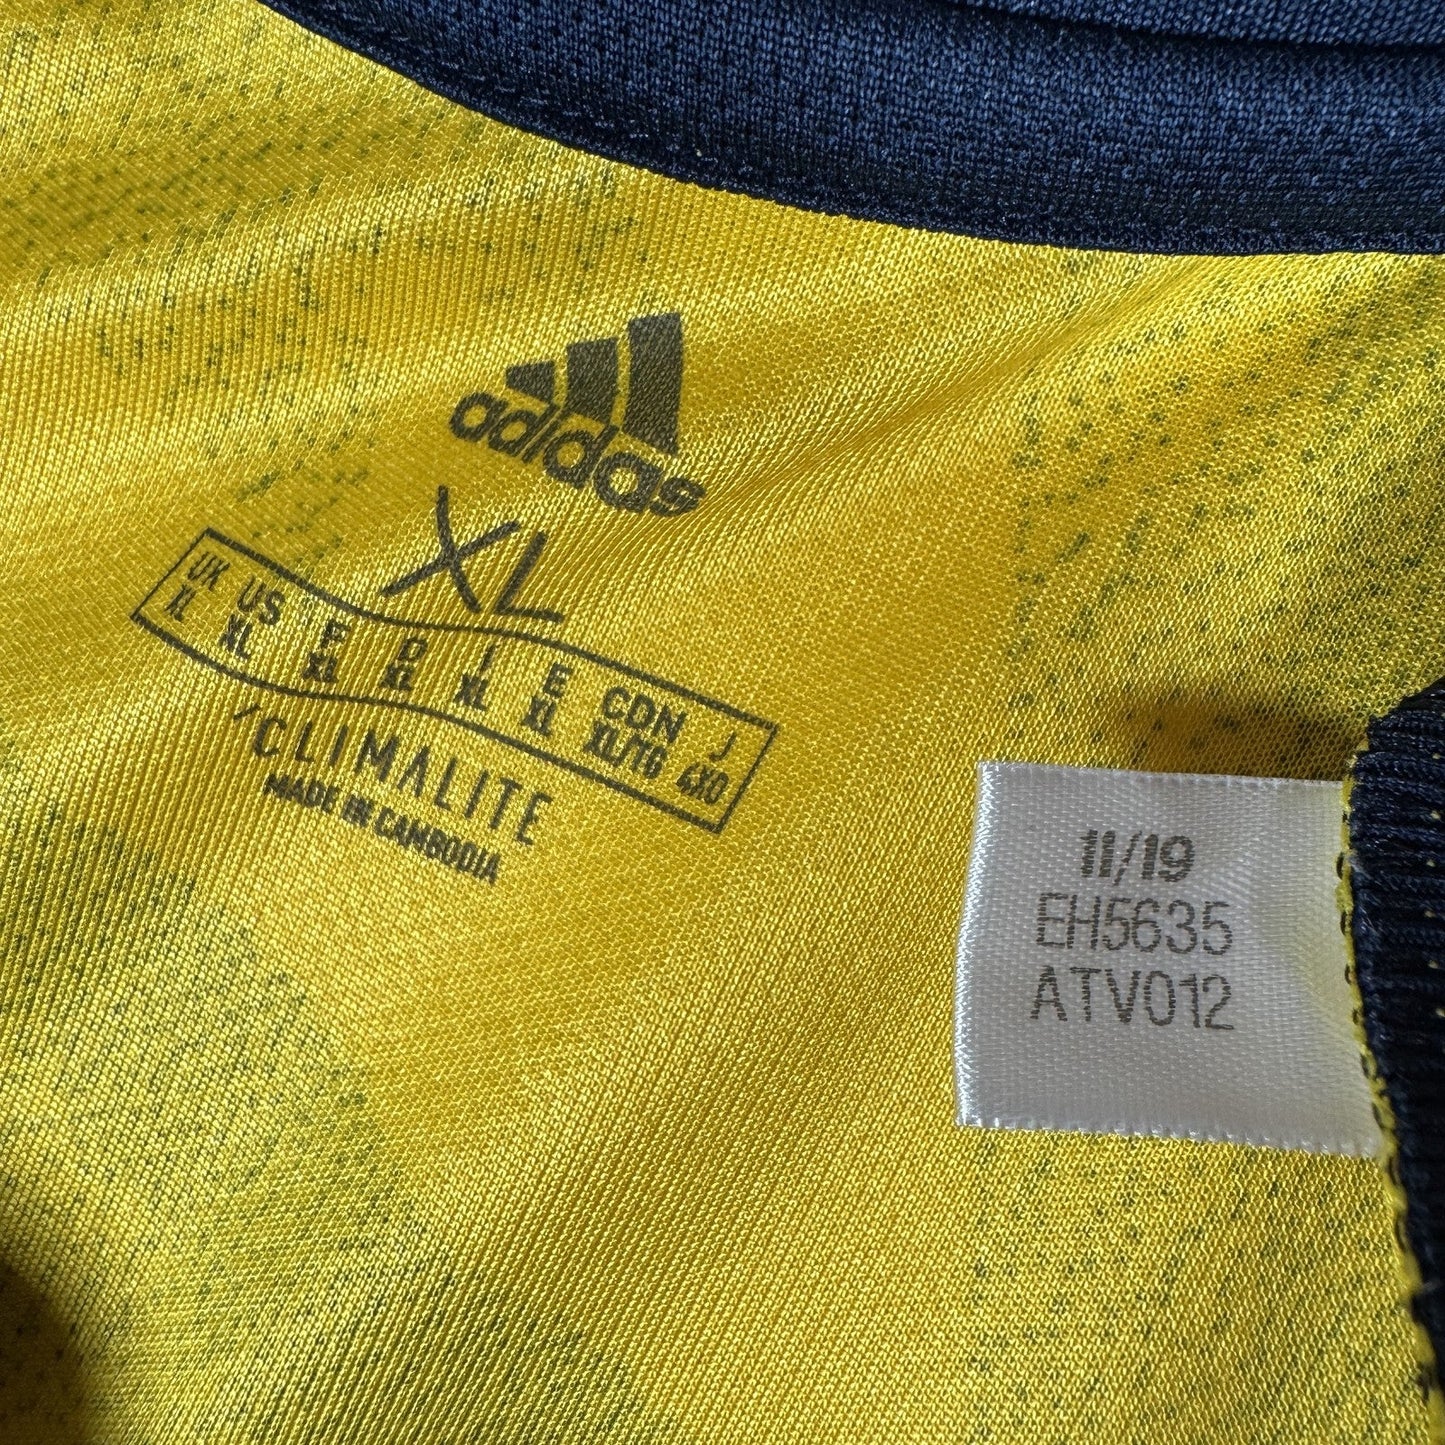 adidas
XL
UK US F D I E CDN J
XL XL XL XL XL XL XL/TG 4XO
CLIMALITE
MADE IN CAMBODIA
11/19
EH5635
ATV012